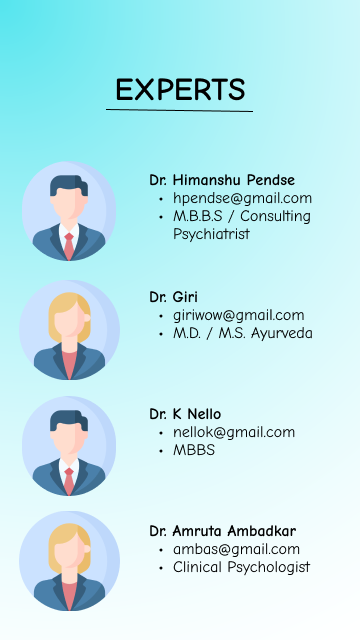 EXPERTS
Dr. Himanshu Pendse
• hpendse@gmail.com
• M.B.B.S / Consulting
Psychiatrist
Dr. Giri
• giriwow@gmail.com
• M.D. / M.S. Ayurveda
Dr. K Nello
• nellok@gmail.com
• MBBS
Dr. Amruta Ambadkar
• ambas@gmail.com
• Clinical Psychologist